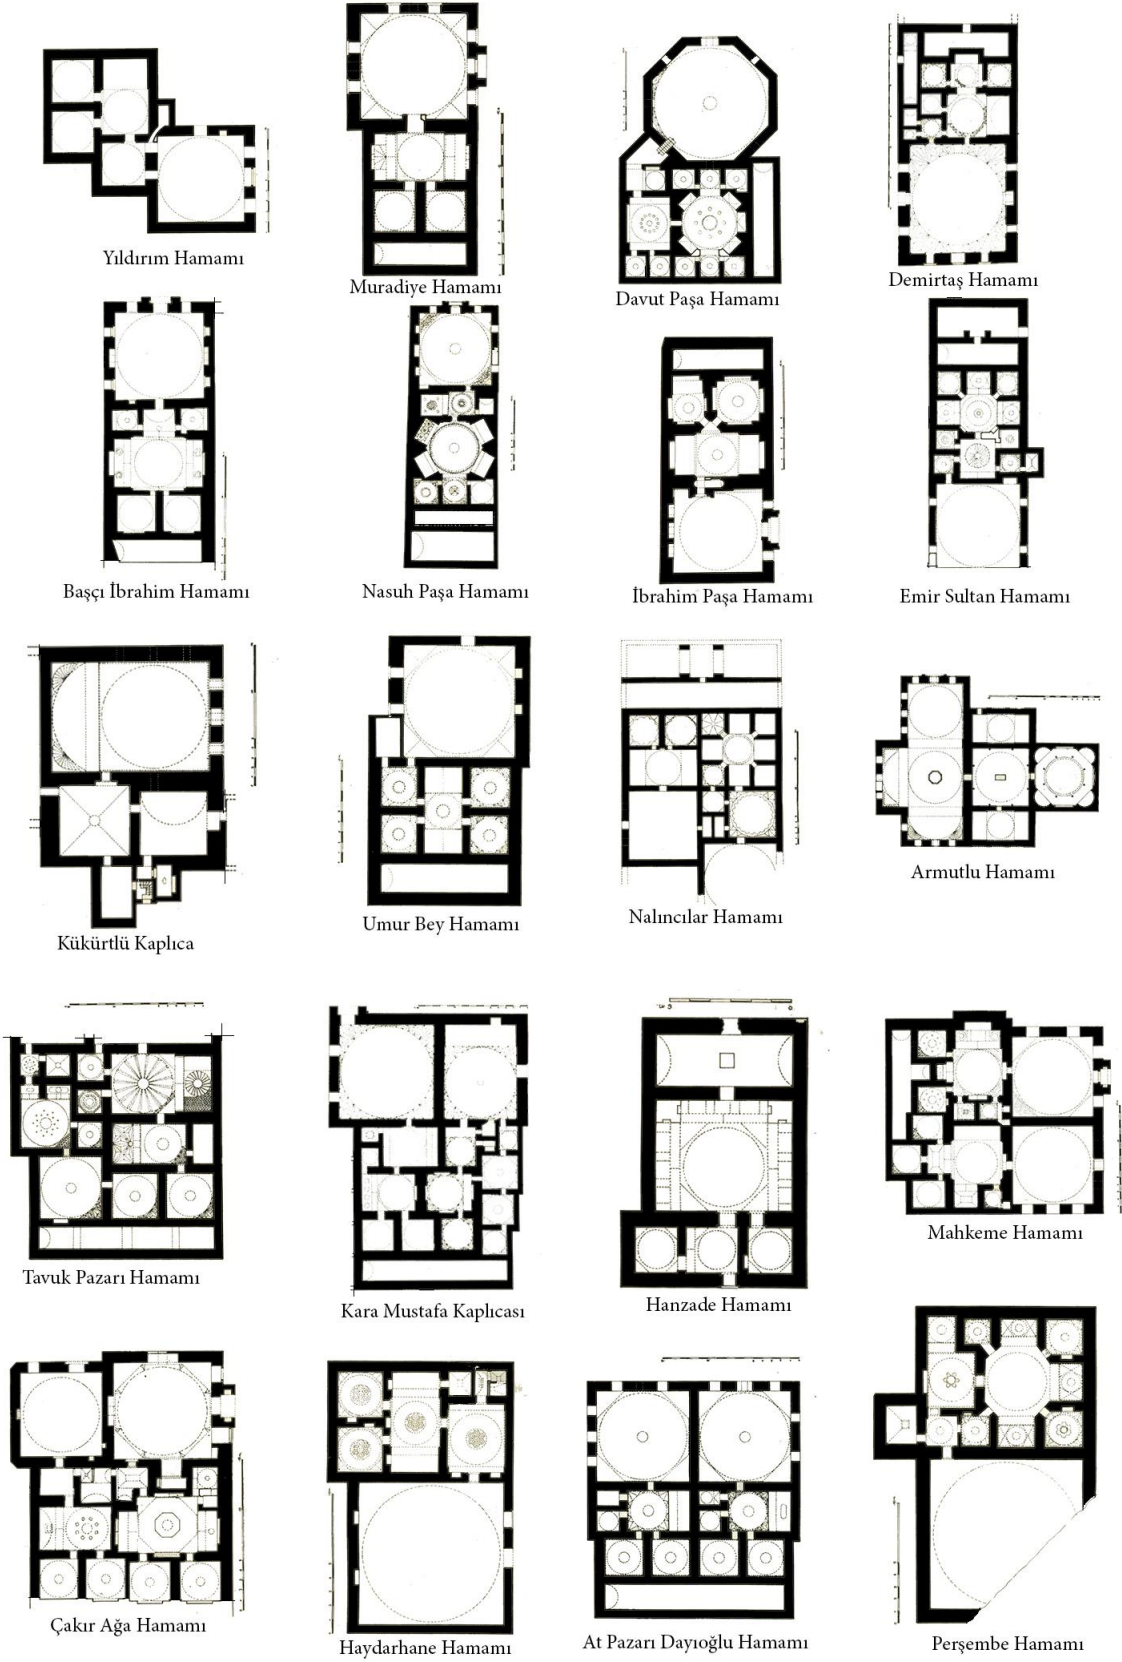 Yıldırım Hamamı
Muradiye Hamamı
Davut Paşa Hamamı
Demirtaş Hamamı
Başçı İbrahim Hamamı
Nasuh Paşa Hamamı
İbrahim Paşa Hamamı
Emir Sultan Hamamı
Kükürtlü Kaplıca
Umur Bey Hamamı
Nalıncılar Hamamı
Armutlu Hamamı
Tavuk Pazarı Hamamı
Kara Mustafa Kaplıcası
Hanzade Hamamı
Mahkeme Hamamı
Çakır Ağa Hamamı
Haydarhane Hamamı
At Pazarı Dayıoğlu Hamamı
Perşembe Hamamı